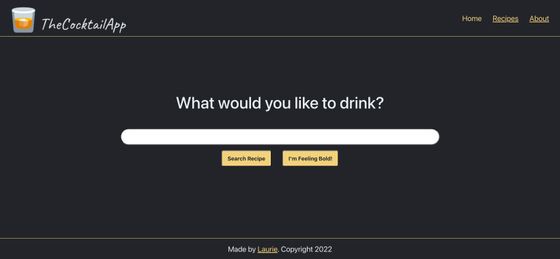 TheCocktailApp
Home Recipes About
What would you like to drink?
Search Recipe I'm Feeling Bold!
Made by Laurie. Copyright 2022